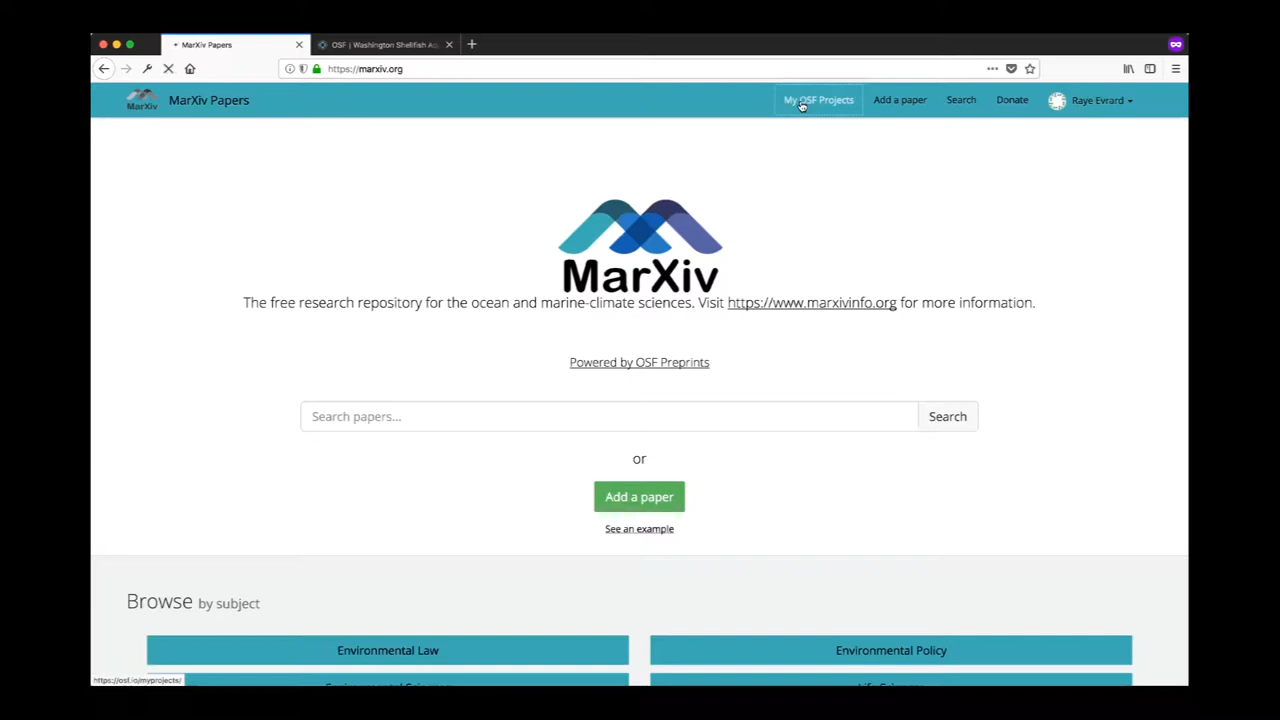 MarXiv Papers
OSF | Washington Shellfish
https://marxiv.org
MarXiv
MarXiv Papers
My OSF Projects
Add a paper
Search
Donate
Raye Evrard
MarXiv
The free research repository for the ocean and marine-climate sciences. Visit https://www.marxivinfo.org for more information.
Powered by OSF Preprints
Search papers...
Search
or
Add a paper
See an example
Browse by subject
Environmental Law
Environmental Policy
https://osf.io/myprojects/